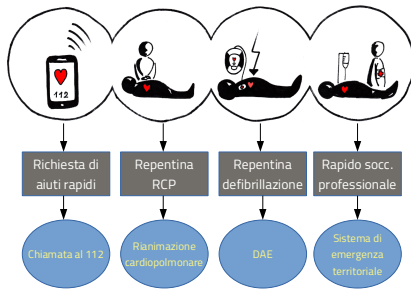 112
Richiesta di
aiuti rapidi
Repentina
RCP
Repentina
defibrillazione
Rapido socc.
professionale
Chiamata al 112
Rianimazione
cardiopolmonare
DAE
Sistema di
emergenza
territoriale